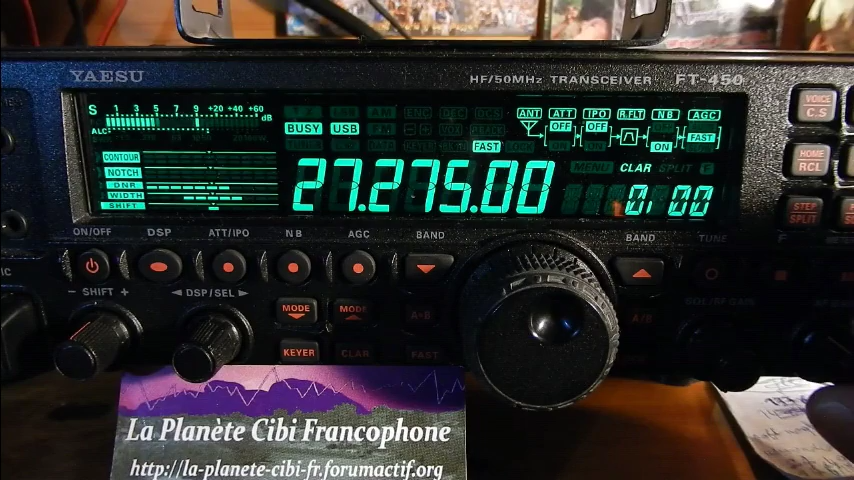 YAESU
HF/50MHz TRANSCEIVER FT-450
S 1 3 5 7 9 +20 +40 +60 dB
ALC
BUSY USB
FAST
ANT ATT IPO R.FLT NB AGC
OFF OFF ON FAST
CONTOUR
NOTCH
DNR
WIDTH
SHIFT
27.275.00
MENU CLAR SPLIT F
VOICE
C.S
HOME
RCL
STEP
SPLIT
ON/OFF DSP ATT/IPO NB AGC BAND BAND TUNE F
- SHIFT + DSP/SEL
MODE MODE A▸B A/B
KEYER CLAR FAST
La Planète Cibi Francophone
http://la-planete-cibi-fr.forumactif.org